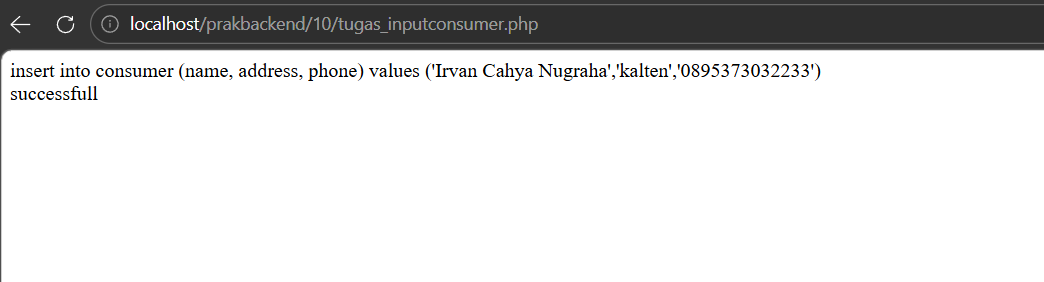 localhost/prakbackend/10/tugas_inputconsumer.php
insert into consumer (name, address, phone) values ('Irvan Cahya Nugraha','kalten','0895373032233')
successfull